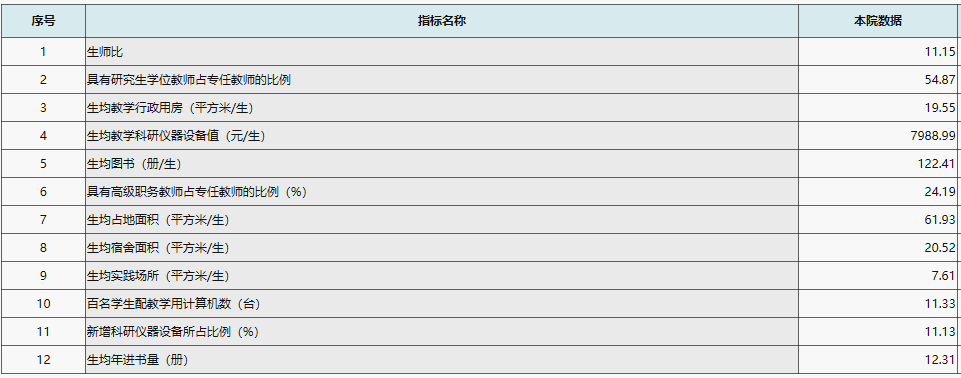 序号 指标名称 本院数据
1 生师比 11.15
2 具有研究生学位教师占专任教师的比例 54.87
3 生均教学行政用房（平方米/生） 19.55
4 生均教学科研仪器设备值（元/生） 7988.99
5 生均图书（册/生） 122.41
6 具有高级职务教师占专任教师的比例（%） 24.19
7 生均占地面积（平方米/生） 61.93
8 生均宿舍面积（平方米/生） 20.52
9 生均实践场所（平方米/生） 7.61
10 百名学生配教学用计算机数（台） 11.33
11 新增科研仪器设备所占比例（%） 11.13
12 生均年进书量（册） 12.31